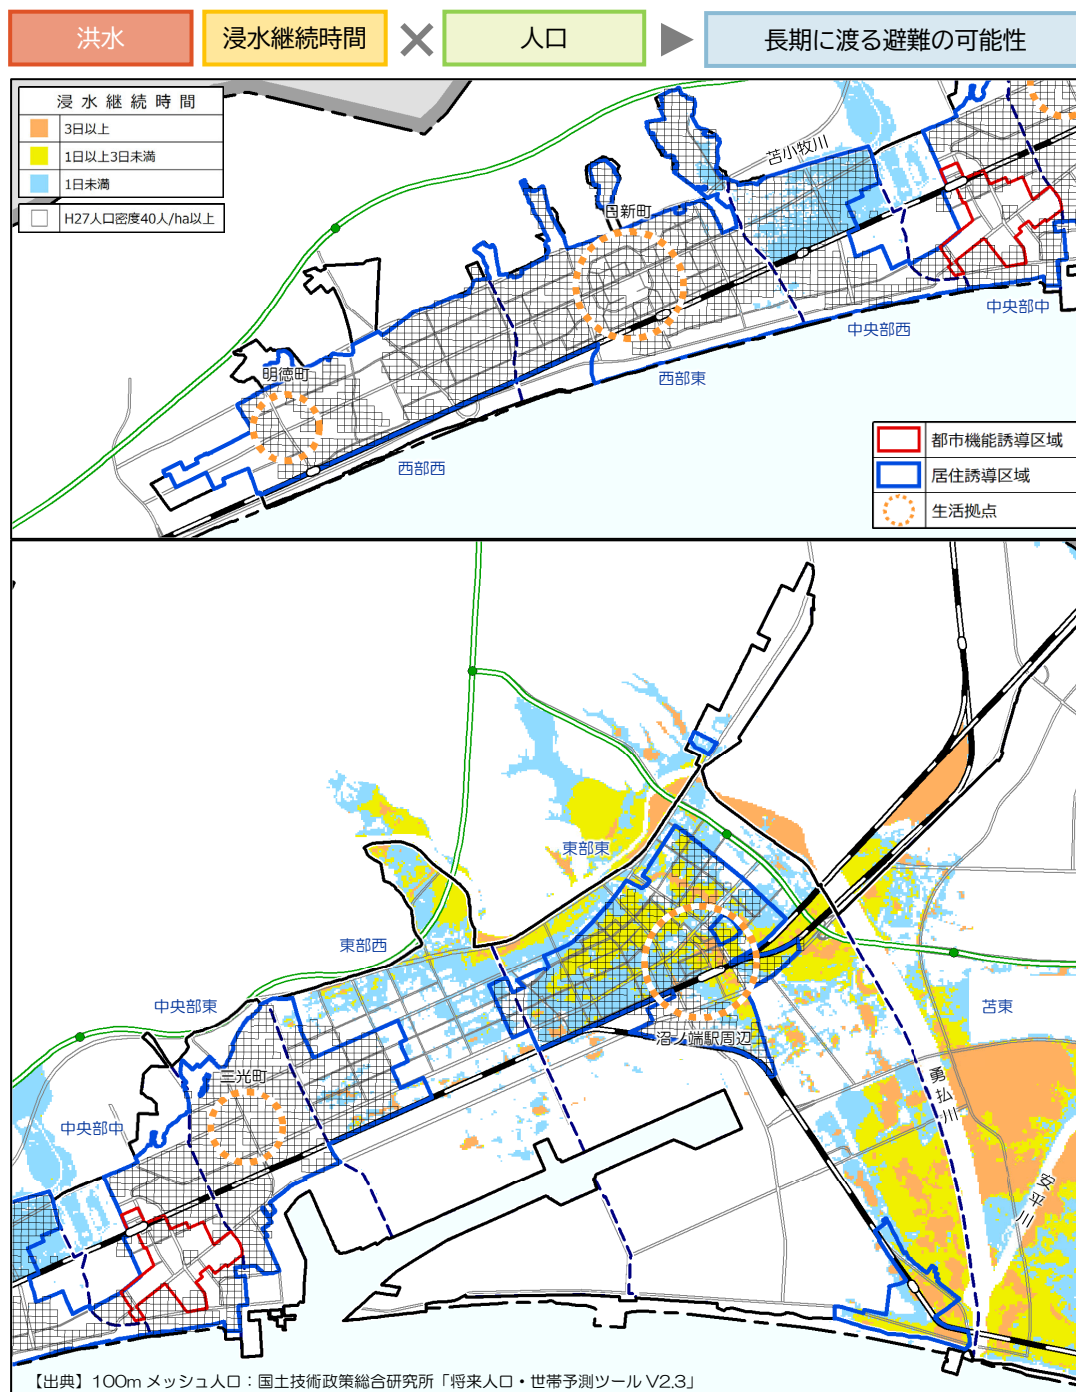 洪水
浸水継続時間
人口
長期に渡る避難の可能性
浸水継続時間
3日以上
1日以上3日未満
1日未満
H27人口密度40人/ha以上
苫小牧川
日新町
中央部中
中央部西
西部東
明徳町
西部西
都市機能誘導区域
居住誘導区域
生活拠点
東部東
東部西
中央部東
苫東
沼ノ端駅周辺
三光町
勇払川
中央部中
安平川
【出典】100m メッシュ人口：国土技術政策総合研究所「将来人口・世帯予測ツール V2.3」